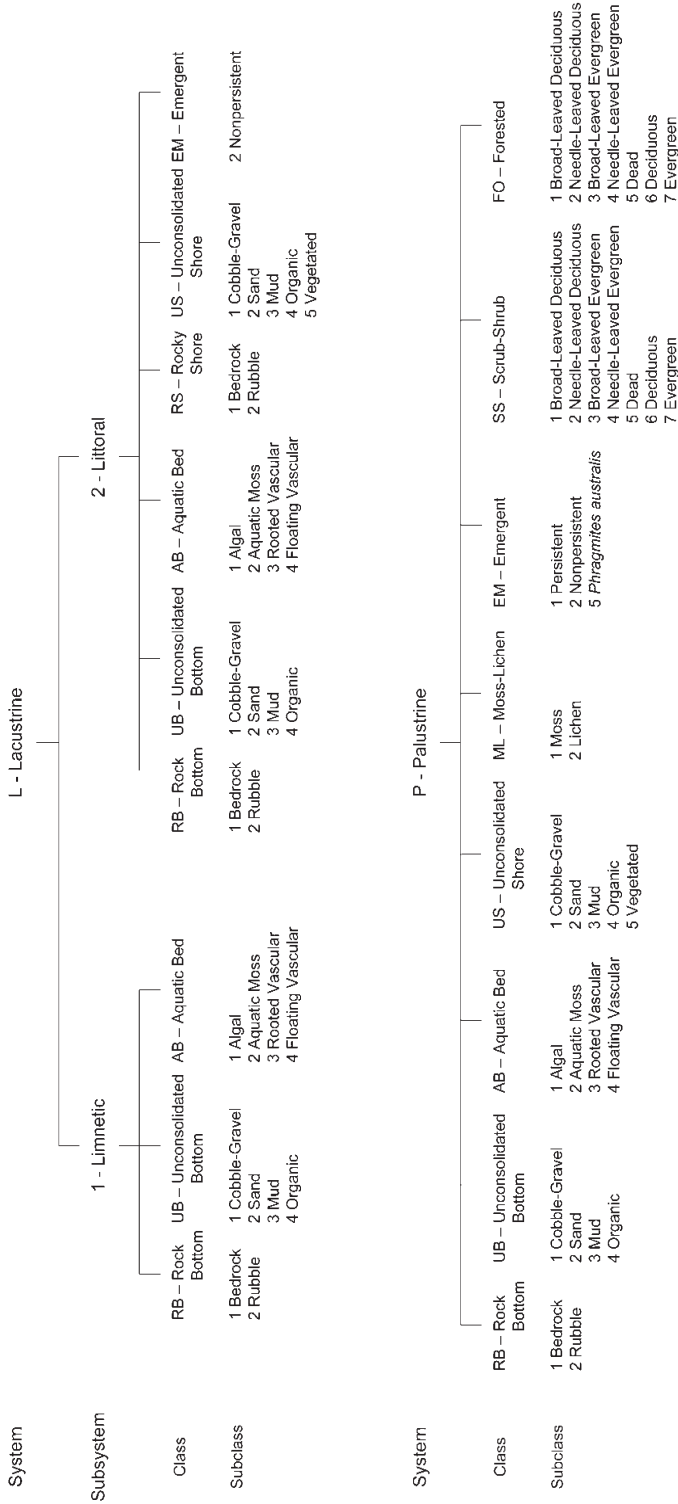 System
L - Lacustrine
Subsystem
1 - Limnetic
2 - Littoral
Class
RB – Rock
Bottom
UB – Unconsolidated
Bottom
AB – Aquatic Bed
RB – Rock
Bottom
UB – Unconsolidated
Bottom
AB – Aquatic Bed
RS – Rocky
Shore
US – Unconsolidated
Shore
EM – Emergent
Subclass
1 Bedrock
2 Rubble
1 Cobble-Gravel
2 Sand
3 Mud
4 Organic
1 Algal
2 Aquatic Moss
3 Rooted Vascular
4 Floating Vascular
1 Bedrock
2 Rubble
1 Cobble-Gravel
2 Sand
3 Mud
4 Organic
1 Algal
2 Aquatic Moss
3 Rooted Vascular
4 Floating Vascular
1 Bedrock
2 Rubble
1 Cobble-Gravel
2 Sand
3 Mud
4 Organic
5 Vegetated
2 Nonpersistent
System
P - Palustrine
Class
RB – Rock
Bottom
UB – Unconsolidated
Bottom
AB – Aquatic Bed
US – Unconsolidated
Shore
ML – Moss-Lichen
EM – Emergent
SS – Scrub-Shrub
FO – Forested
Subclass
1 Bedrock
2 Rubble
1 Cobble-Gravel
2 Sand
3 Mud
4 Organic
1 Algal
2 Aquatic Moss
3 Rooted Vascular
4 Floating Vascular
1 Cobble-Gravel
2 Sand
3 Mud
4 Organic
5 Vegetated
1 Moss
2 Lichen
1 Persistent
2 Nonpersistent
5 Phragmites australis
1 Broad-Leaved Deciduous
2 Needle-Leaved Deciduous
3 Broad-Leaved Evergreen
4 Needle-Leaved Evergreen
5 Dead
6 Deciduous
7 Evergreen
1 Broad-Leaved Deciduous
2 Needle-Leaved Deciduous
3 Broad-Leaved Evergreen
4 Needle-Leaved Evergreen
5 Dead
6 Deciduous
7 Evergreen